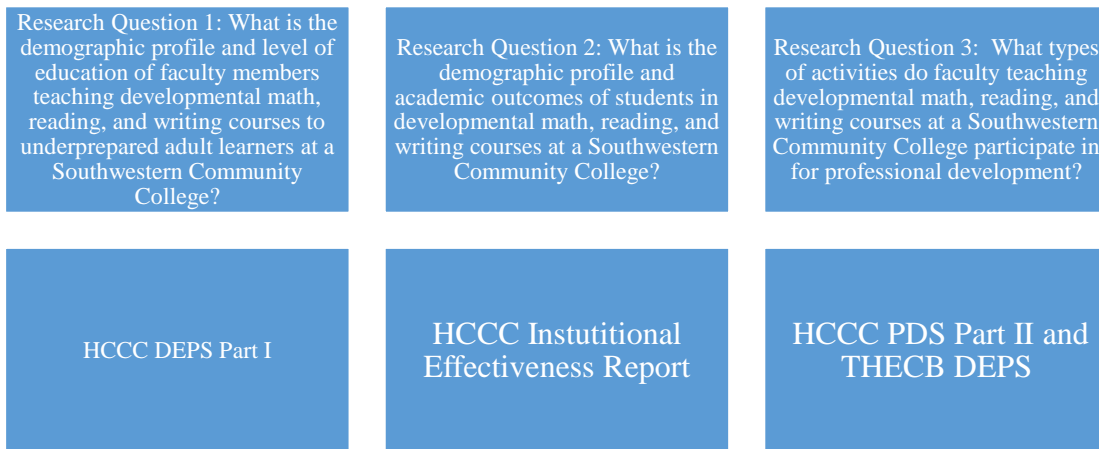 Research Question 1: What is the
demographic profile and level of
education of faculty members
teaching developmental math,
reading, and writing courses to
underprepared adult learners at a
Southwestern Community
College?
Research Question 2: What is the
demographic profile and
academic outcomes of students in
developmental math, reading, and
writing courses at a Southwestern
Community College?
Research Question 3:  What types
of activities do faculty teaching
developmental math, reading, and
writing courses at a Southwestern
Community College participate in
for professional development?
HCCC DEPS Part I
HCCC Instutitional
Effectiveness Report
HCCC PDS Part II and
THECB DEPS